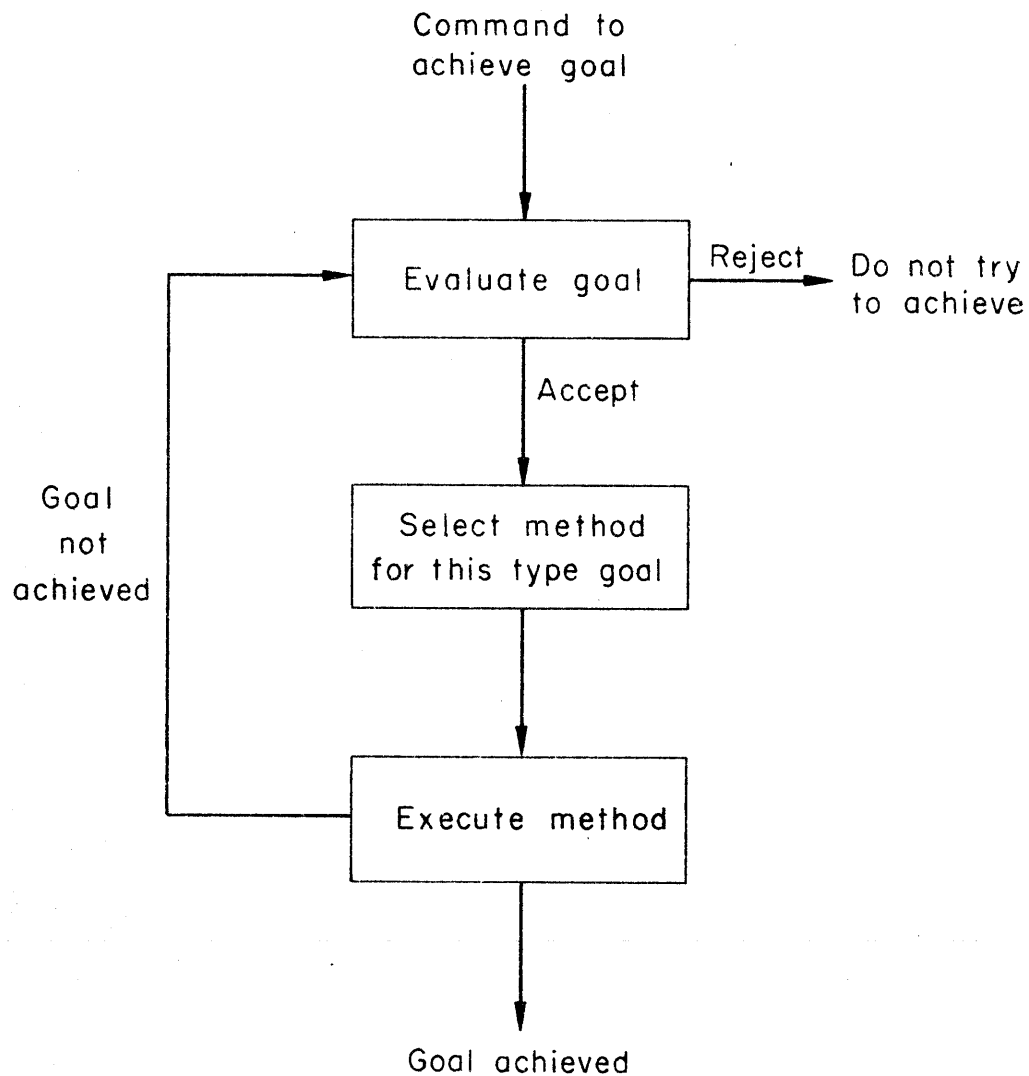 Command to
achieve goal
Evaluate goal
Reject
Do not try
to achieve
Accept
Goal
not
achieved
Select method
for this type goal
Execute method
Goal achieved